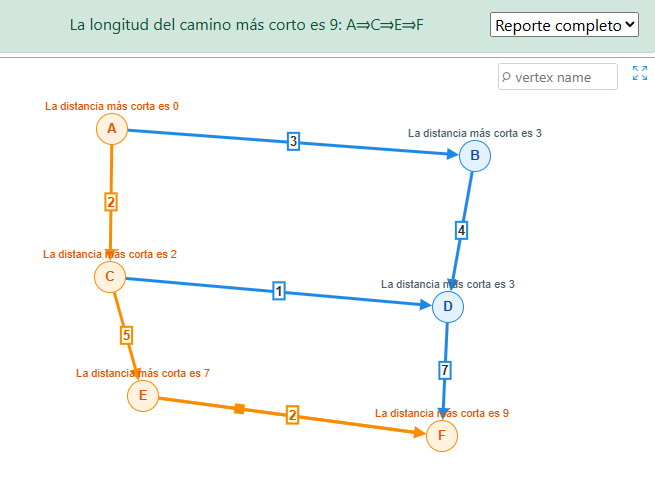 La longitud del camino más corto es 9: A⇒C⇒E⇒F
Reporte completo
vertex name
La distancia más corta es 0
A
3
La distancia más corta es 3
B
2
4
La distancia más corta es 2
C
1
La distancia más corta es 3
D
5
7
La distancia más corta es 7
E
2
La distancia más corta es 9
F